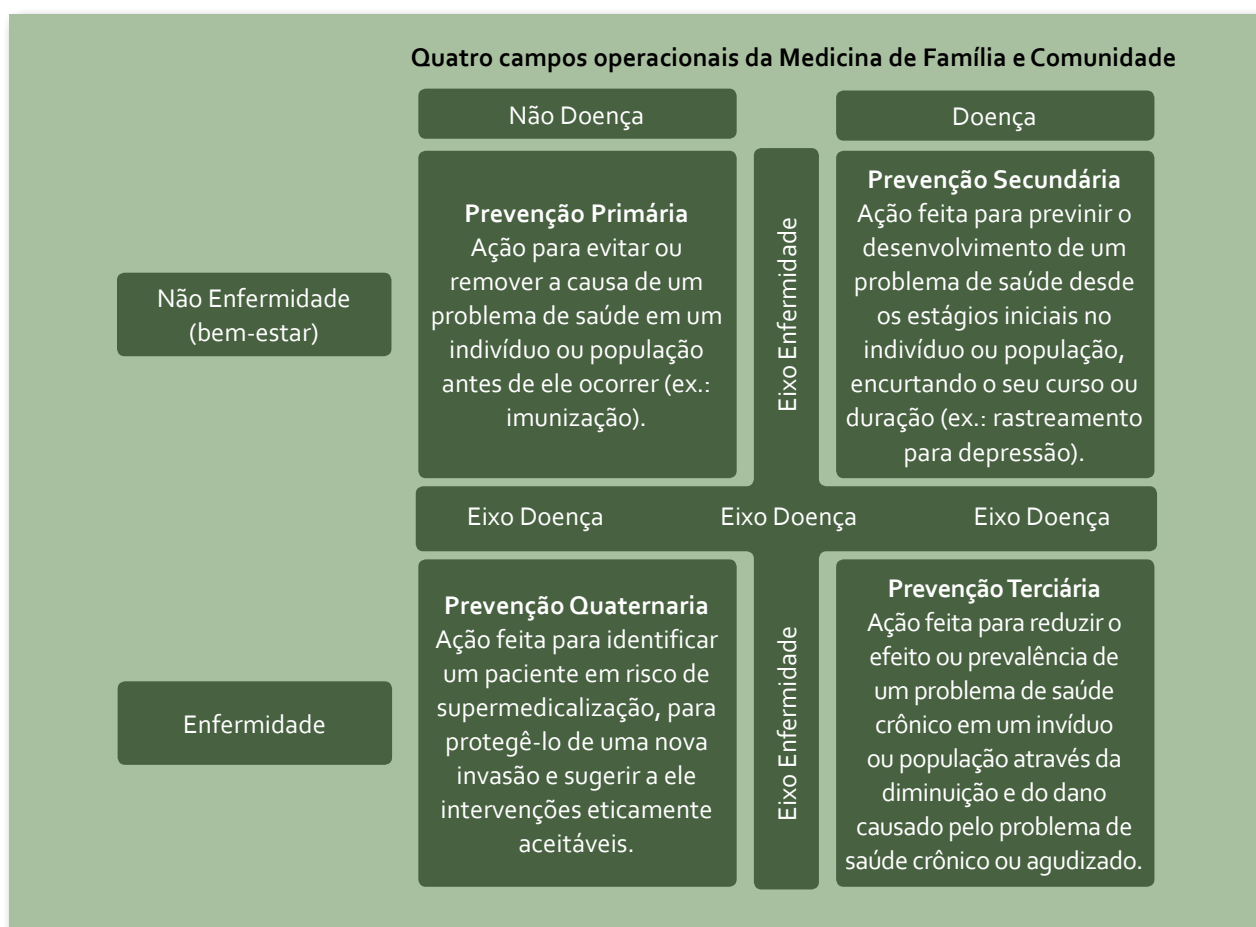 Quatro campos operacionais da Medicina de Família e Comunidade
Não Doença
Doença
Não Enfermidade
(bem-estar)
Prevenção Primária
Ação para evitar ou
remover a causa de um
problema de saúde em um
indivíduo ou população
antes de ele ocorrer (ex.:
imunização).
Eixo Enfermidade
Prevenção Secundária
Ação feita para previnir o
desenvolvimento de um
problema de saúde desde
os estágios iniciais no
indivíduo ou população,
encurtando o seu curso ou
duração (ex.: rastreamento
para depressão).
Eixo Doença
Eixo Doença
Eixo Doença
Enfermidade
Prevenção Quaternaria
Ação feita para identificar
um paciente em risco de
supermedicalização, para
protegê-lo de uma nova
invasão e sugerir a ele
intervenções eticamente
aceitáveis.
Eixo Enfermidade
Prevenção Terciária
Ação feita para reduzir o
efeito ou prevalência de
um problema de saúde
crônico em um invíduo
ou população através da
diminuição e do dano
causado pelo problema de
saúde crônico ou agudizado.